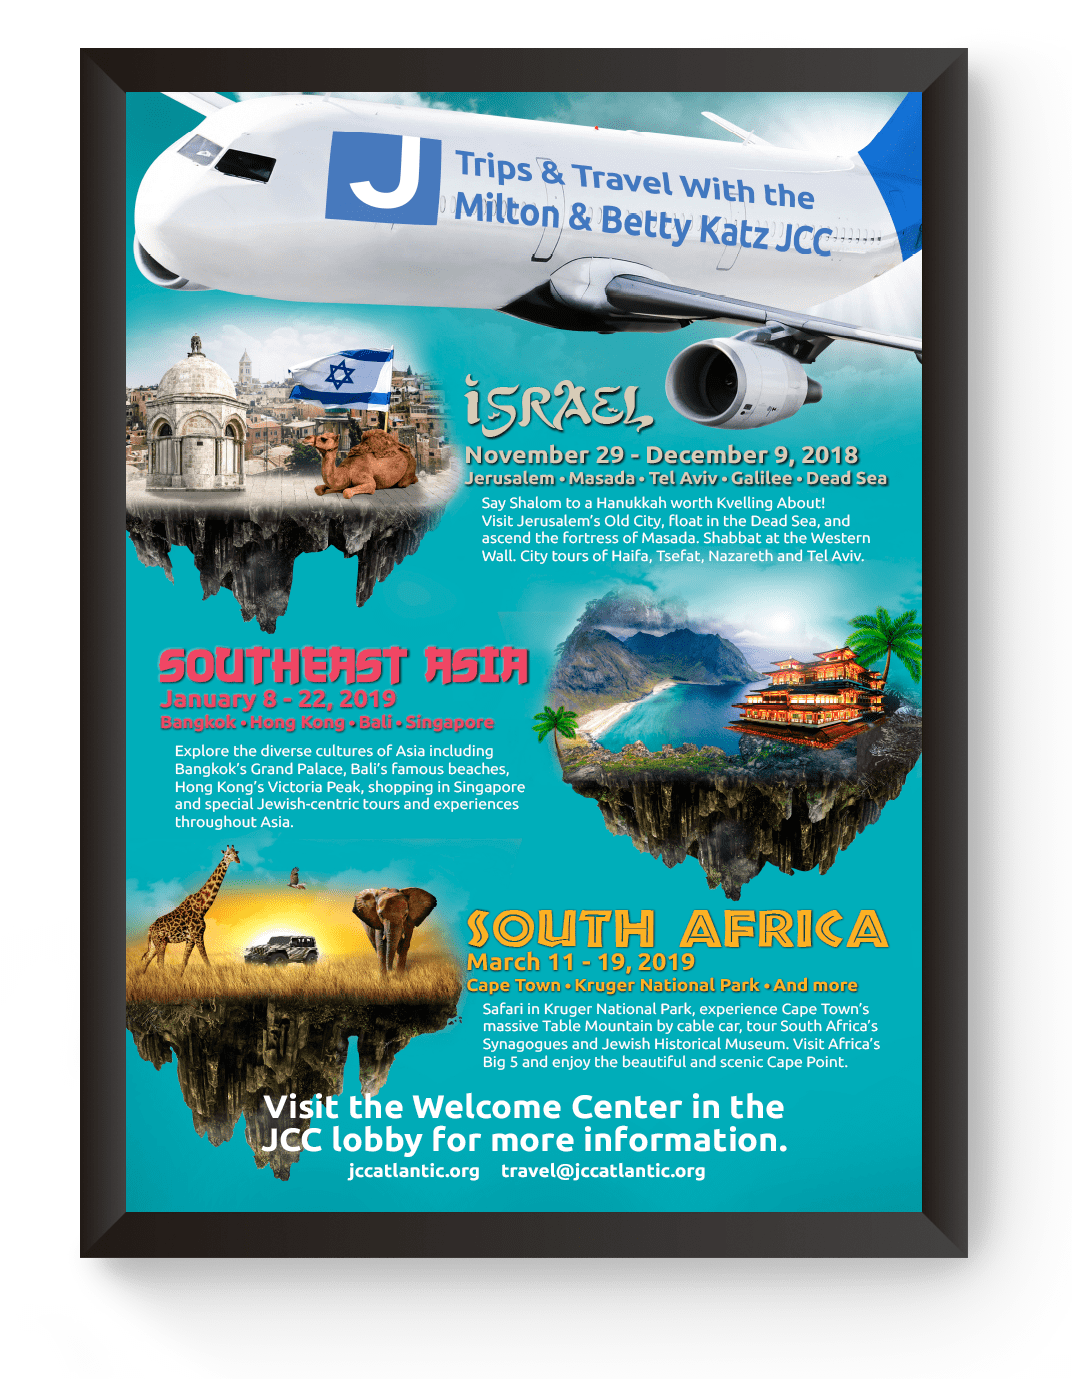 J Trips & Travel With the
Milton & Betty Katz JCC
ISRAEL
November 29 - December 9, 2018
Jerusalem • Masada • Tel Aviv • Galilee • Dead Sea
Say Shalom to a Hanukkah worth Kvelling About!
Visit Jerusalem's Old City, float in the Dead Sea, and
ascend the fortress of Masada. Shabbat at the Western
Wall. City tours of Haifa, Tsefat, Nazareth and Tel Aviv.
SOUTHEAST ASIA
January 8 - 22, 2019
Bangkok • Hong Kong • Bali • Singapore
Explore the diverse cultures of Asia including
Bangkok's Grand Palace, Bali's famous beaches,
Hong Kong's Victoria Peak, shopping in Singapore
and special Jewish-centric tours and experiences
throughout Asia.
SOUTH AFRICA
March 11 - 19, 2019
Cape Town • Kruger National Park • And more
Safari in Kruger National Park, experience Cape Town's
massive Table Mountain by cable car, tour South Africa's
Synagogues and Jewish Historical Museum. Visit Africa's
Big 5 and enjoy the beautiful and scenic Cape Point.
Visit the Welcome Center in the
JCC lobby for more information.
jccatlantic.org travel@jccatlantic.org